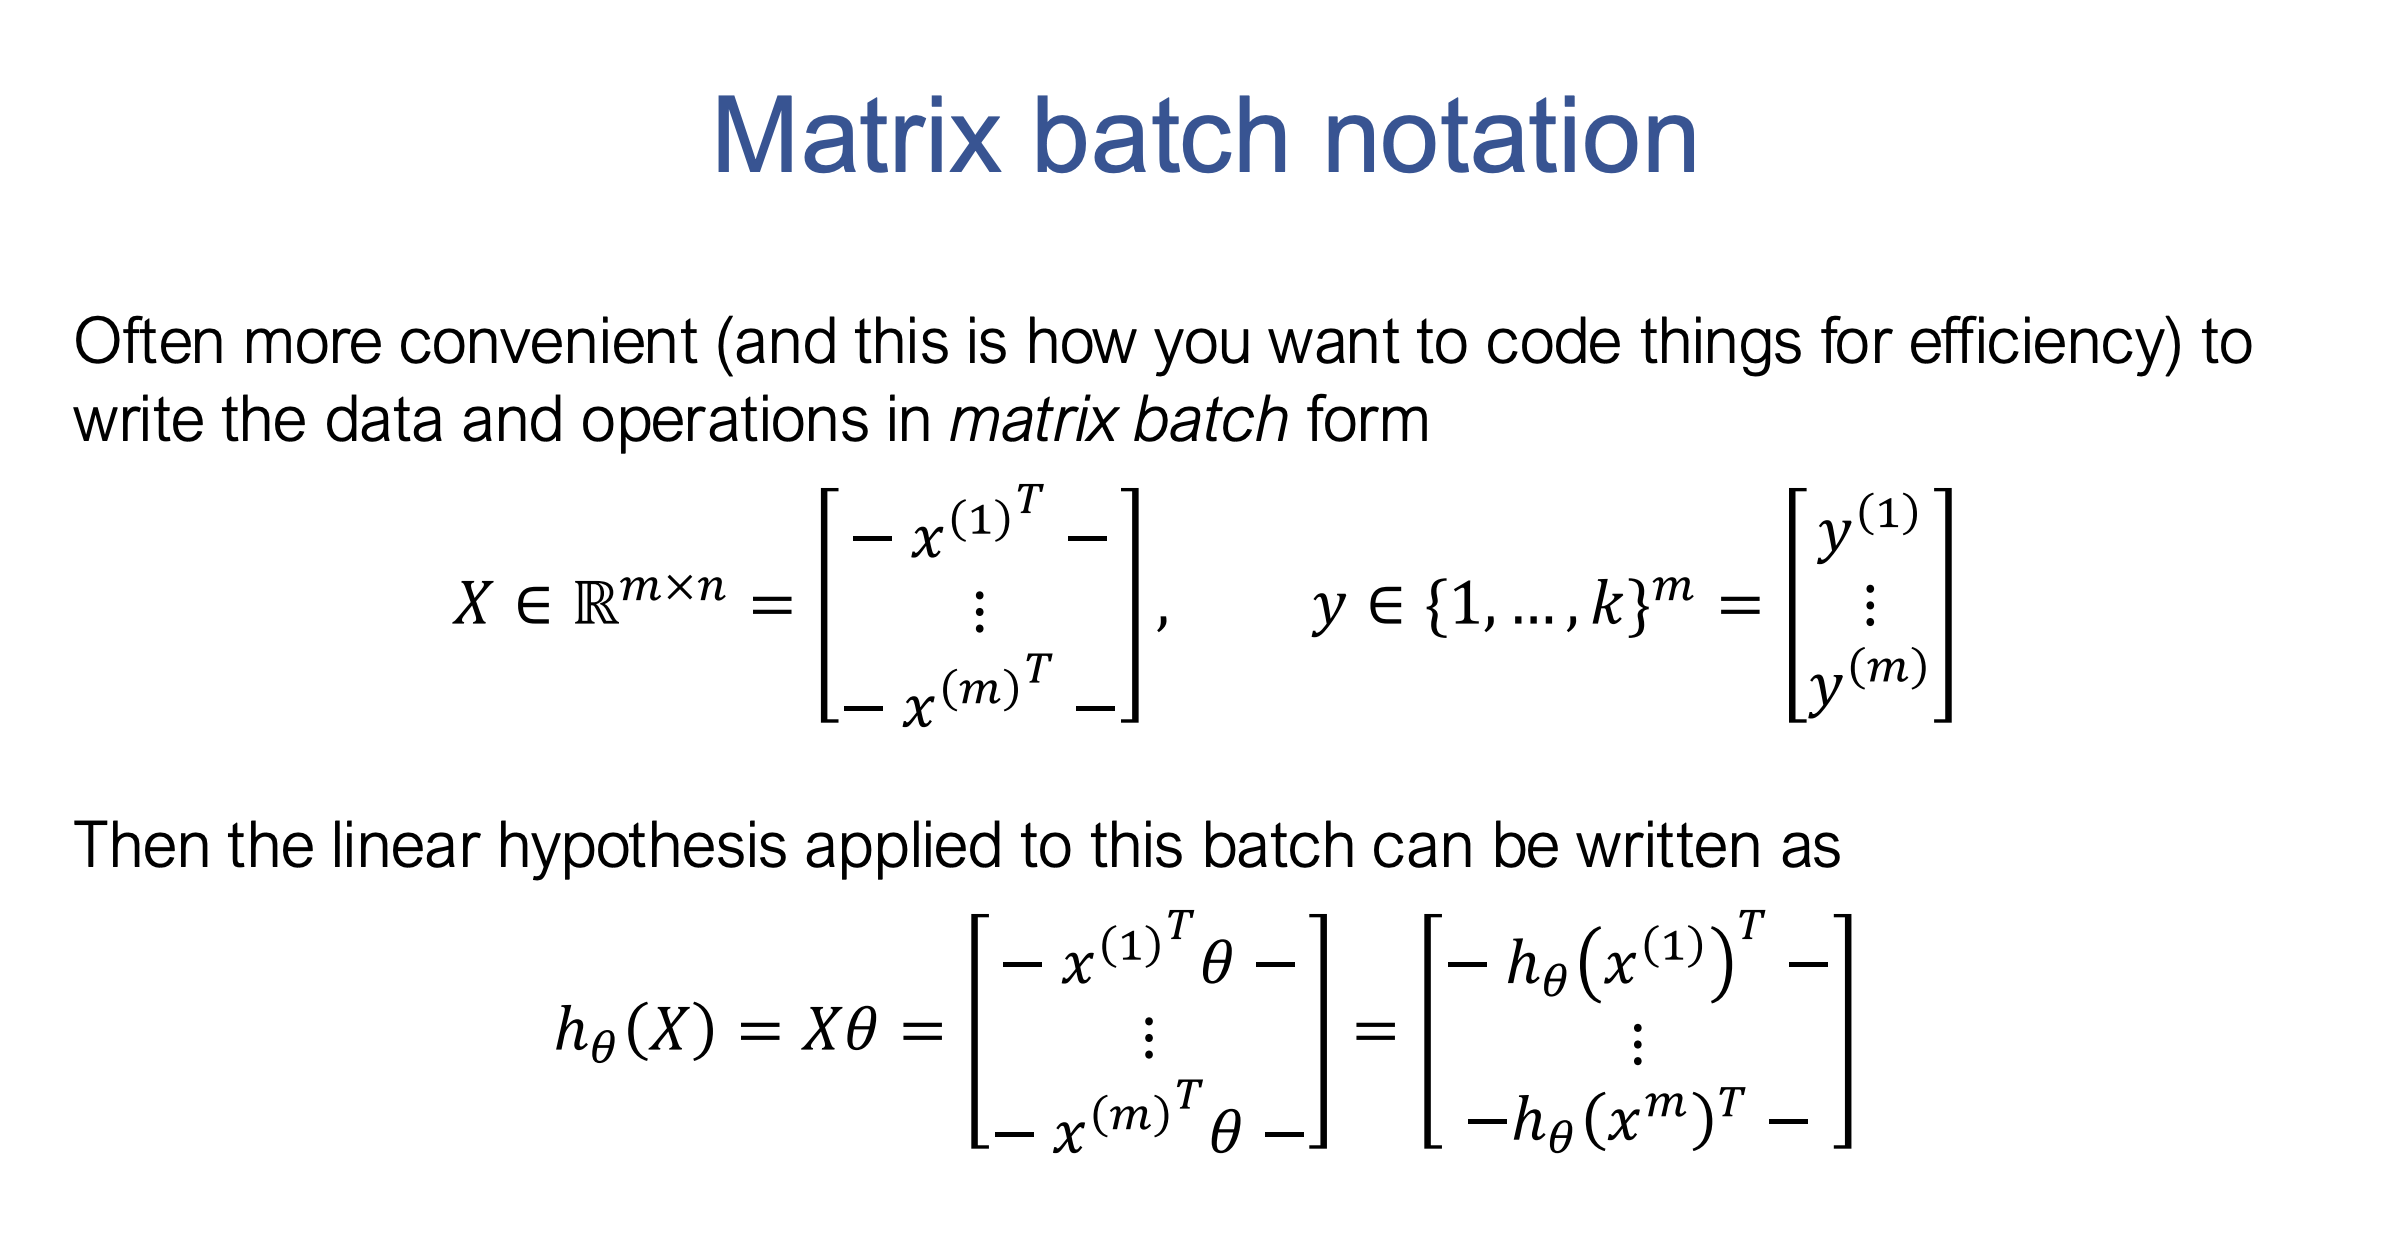 Matrix batch notation
Often more convenient (and this is how you want to code things for efficiency) to
write the data and operations in matrix batch form
$X \in \mathbb{R}^{m \times n} = \begin{bmatrix} - \, x^{(1)^T} - \\ \vdots \\ - \, x^{(m)^T} - \end{bmatrix}, \quad y \in \{1, \ldots, k\}^m = \begin{bmatrix} y^{(1)} \\ \vdots \\ y^{(m)} \end{bmatrix}$
Then the linear hypothesis applied to this batch can be written as
$h_\theta(X) = X\theta = \begin{bmatrix} - \, x^{(1)^T} \theta \, - \\ \vdots \\ - \, x^{(m)^T} \theta \, - \end{bmatrix} = \begin{bmatrix} - \, h_\theta\left(x^{(1)}\right)^T - \\ \vdots \\ - h_\theta(x^m)^T - \end{bmatrix}$